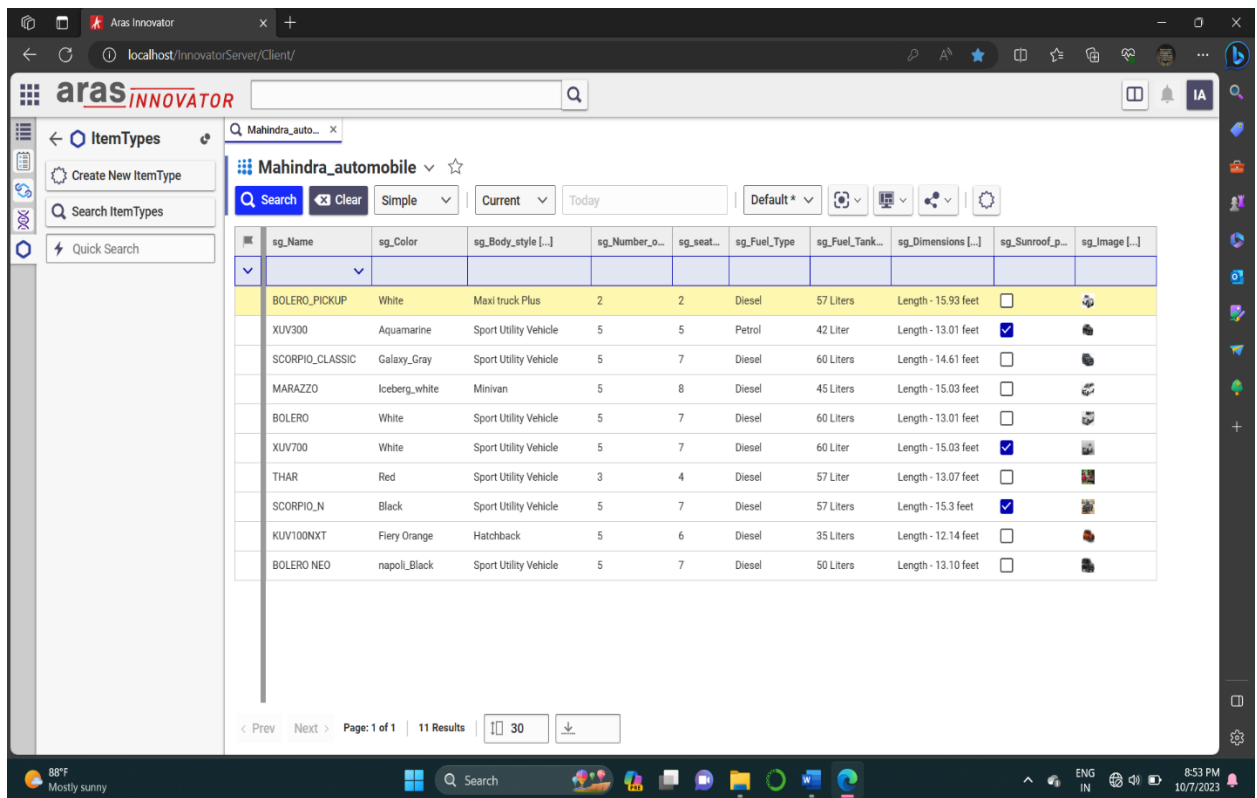 Aras Innovator
localhost/InnovatorServer/Client/
aras INNOVATOR
IA
ItemTypes
Create New ItemType
Search ItemTypes
Quick Search
Mahindra_auto...
Mahindra_automobile
Search Clear Simple Current Today Default *
sg_Name sg_Color sg_Body_style [...] sg_Number_o... sg_seat... sg_Fuel_Type sg_Fuel_Tank... sg_Dimensions [...] sg_Sunroof_p... sg_Image [...]
BOLERO_PICKUP White Maxi truck Plus 2 2 Diesel 57 Liters Length - 15.93 feet
XUV300 Aquamarine Sport Utility Vehicle 5 5 Petrol 42 Liter Length - 13.01 feet
SCORPIO_CLASSIC Galaxy_Gray Sport Utility Vehicle 5 7 Diesel 60 Liters Length - 14.61 feet
MARAZZO Iceberg_white Minivan 5 8 Diesel 45 Liters Length - 15.03 feet
BOLERO White Sport Utility Vehicle 5 7 Diesel 60 Liters Length - 13.01 feet
XUV700 White Sport Utility Vehicle 5 7 Diesel 60 Liter Length - 15.03 feet
THAR Red Sport Utility Vehicle 3 4 Diesel 57 Liter Length - 13.07 feet
SCORPIO_N Black Sport Utility Vehicle 5 7 Diesel 57 Liters Length - 15.3 feet
KUV100NXT Fiery Orange Hatchback 5 6 Diesel 35 Liters Length - 12.14 feet
BOLERO NEO napoli_Black Sport Utility Vehicle 5 7 Diesel 50 Liters Length - 13.10 feet
< Prev Next > Page: 1 of 1 11 Results 30
88°F
Mostly sunny
Search
ENG
IN
8:53 PM
10/7/2023